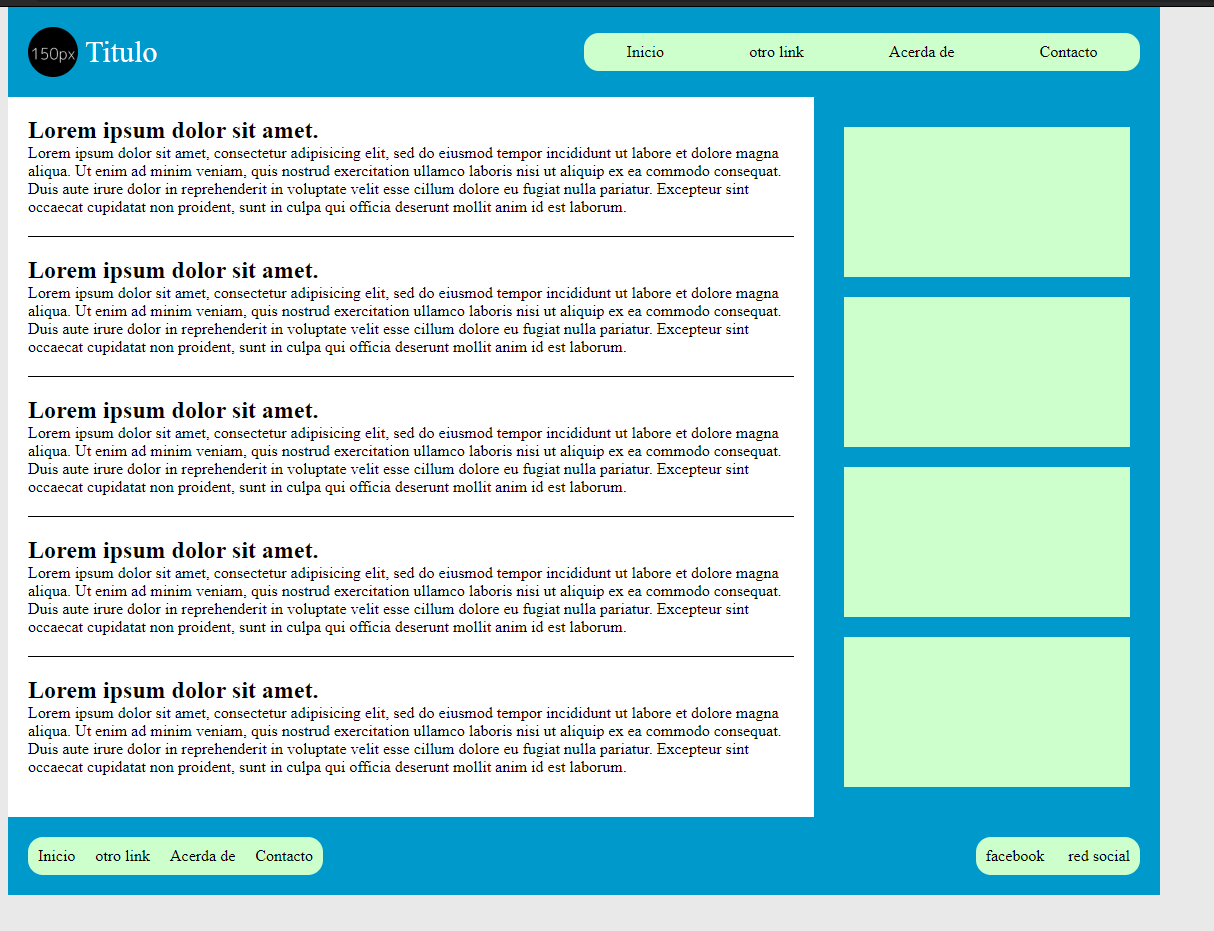 150px Titulo
Inicio otro link Acerda de Contacto
Lorem ipsum dolor sit amet.
Lorem ipsum dolor sit amet, consectetur adipisicing elit, sed do eiusmod tempor incididunt ut labore et dolore magna
aliqua. Ut enim ad minim veniam, quis nostrud exercitation ullamco laboris nisi ut aliquip ex ea commodo consequat.
Duis aute irure dolor in reprehenderit in voluptate velit esse cillum dolore eu fugiat nulla pariatur. Excepteur sint
occaecat cupidatat non proident, sunt in culpa qui officia deserunt mollit anim id est laborum.
Lorem ipsum dolor sit amet.
Lorem ipsum dolor sit amet, consectetur adipisicing elit, sed do eiusmod tempor incididunt ut labore et dolore magna
aliqua. Ut enim ad minim veniam, quis nostrud exercitation ullamco laboris nisi ut aliquip ex ea commodo consequat.
Duis aute irure dolor in reprehenderit in voluptate velit esse cillum dolore eu fugiat nulla pariatur. Excepteur sint
occaecat cupidatat non proident, sunt in culpa qui officia deserunt mollit anim id est laborum.
Lorem ipsum dolor sit amet.
Lorem ipsum dolor sit amet, consectetur adipisicing elit, sed do eiusmod tempor incididunt ut labore et dolore magna
aliqua. Ut enim ad minim veniam, quis nostrud exercitation ullamco laboris nisi ut aliquip ex ea commodo consequat.
Duis aute irure dolor in reprehenderit in voluptate velit esse cillum dolore eu fugiat nulla pariatur. Excepteur sint
occaecat cupidatat non proident, sunt in culpa qui officia deserunt mollit anim id est laborum.
Lorem ipsum dolor sit amet.
Lorem ipsum dolor sit amet, consectetur adipisicing elit, sed do eiusmod tempor incididunt ut labore et dolore magna
aliqua. Ut enim ad minim veniam, quis nostrud exercitation ullamco laboris nisi ut aliquip ex ea commodo consequat.
Duis aute irure dolor in reprehenderit in voluptate velit esse cillum dolore eu fugiat nulla pariatur. Excepteur sint
occaecat cupidatat non proident, sunt in culpa qui officia deserunt mollit anim id est laborum.
Lorem ipsum dolor sit amet.
Lorem ipsum dolor sit amet, consectetur adipisicing elit, sed do eiusmod tempor incididunt ut labore et dolore magna
aliqua. Ut enim ad minim veniam, quis nostrud exercitation ullamco laboris nisi ut aliquip ex ea commodo consequat.
Duis aute irure dolor in reprehenderit in voluptate velit esse cillum dolore eu fugiat nulla pariatur. Excepteur sint
occaecat cupidatat non proident, sunt in culpa qui officia deserunt mollit anim id est laborum.
Inicio otro link Acerda de Contacto
facebook red social